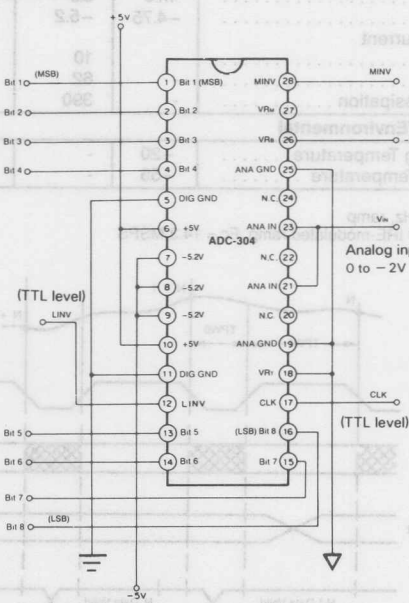 +5V
Bit 1 (MSB)
Bit 2
Bit 3
Bit 4
1 Bit 1 (MSB)
2 Bit 2
3 Bit 3
4 Bit 4
5 DIG GND
6 +5V
7 -5.2V
8 -5.2V
9 -5.2V
10 +5V
11 DIG GND
12 LINV
13 Bit 5
14 Bit 6
ADC-304
MINV 28
VRM 27
VRB 26
ANA GND 25
N.C. 24
ANA IN 23
N.C. 22
ANA IN 21
N.C. 20
ANA GND 19
VRT 18
CLK 17
(LSB) Bit 8 16
Bit 7 15
MINV
Vin
Analog in
0 to -2V
CLK
(TTL level)
(TTL level)
LINV
Bit 5
Bit 6
Bit 7
Bit 8 (LSB)
-5V